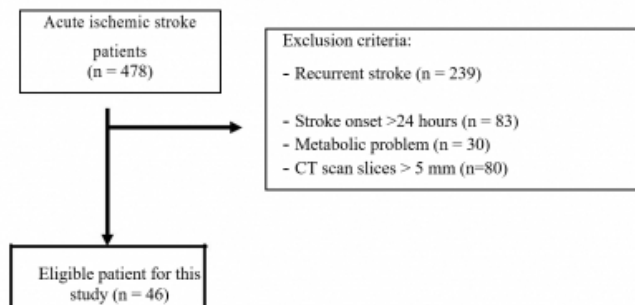 Acute ischemic stroke
patients
(n = 478)
Exclusion criteria:
- Recurrent stroke (n = 239)
- Stroke onset >24 hours (n = 83)
- Metabolic problem (n = 30)
- CT scan slices > 5 mm (n=80)
Eligible patient for this
study (n = 46)